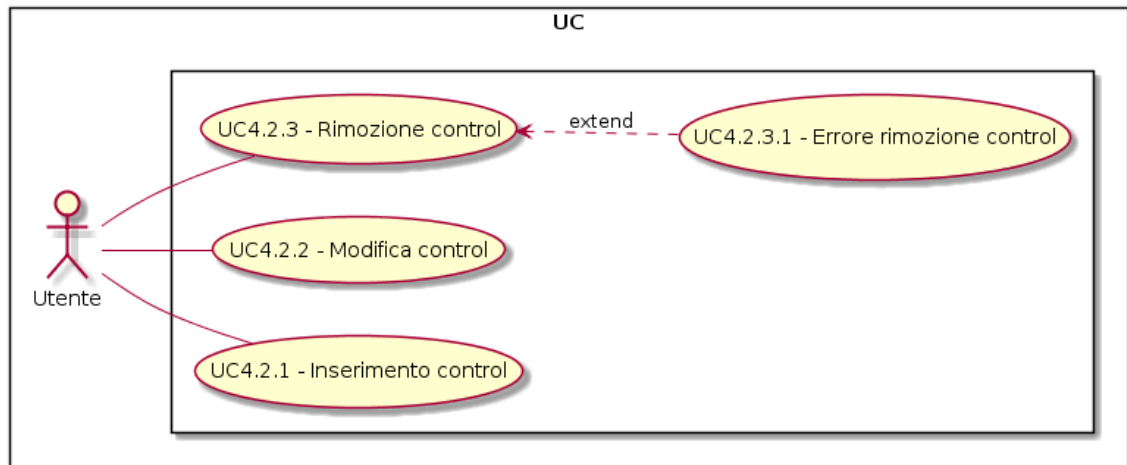 UC
UC4.2.3 - Rimozione control
extend
UC4.2.3.1 - Errore rimozione control
UC4.2.2 - Modifica control
Utente
UC4.2.1 - Inserimento control